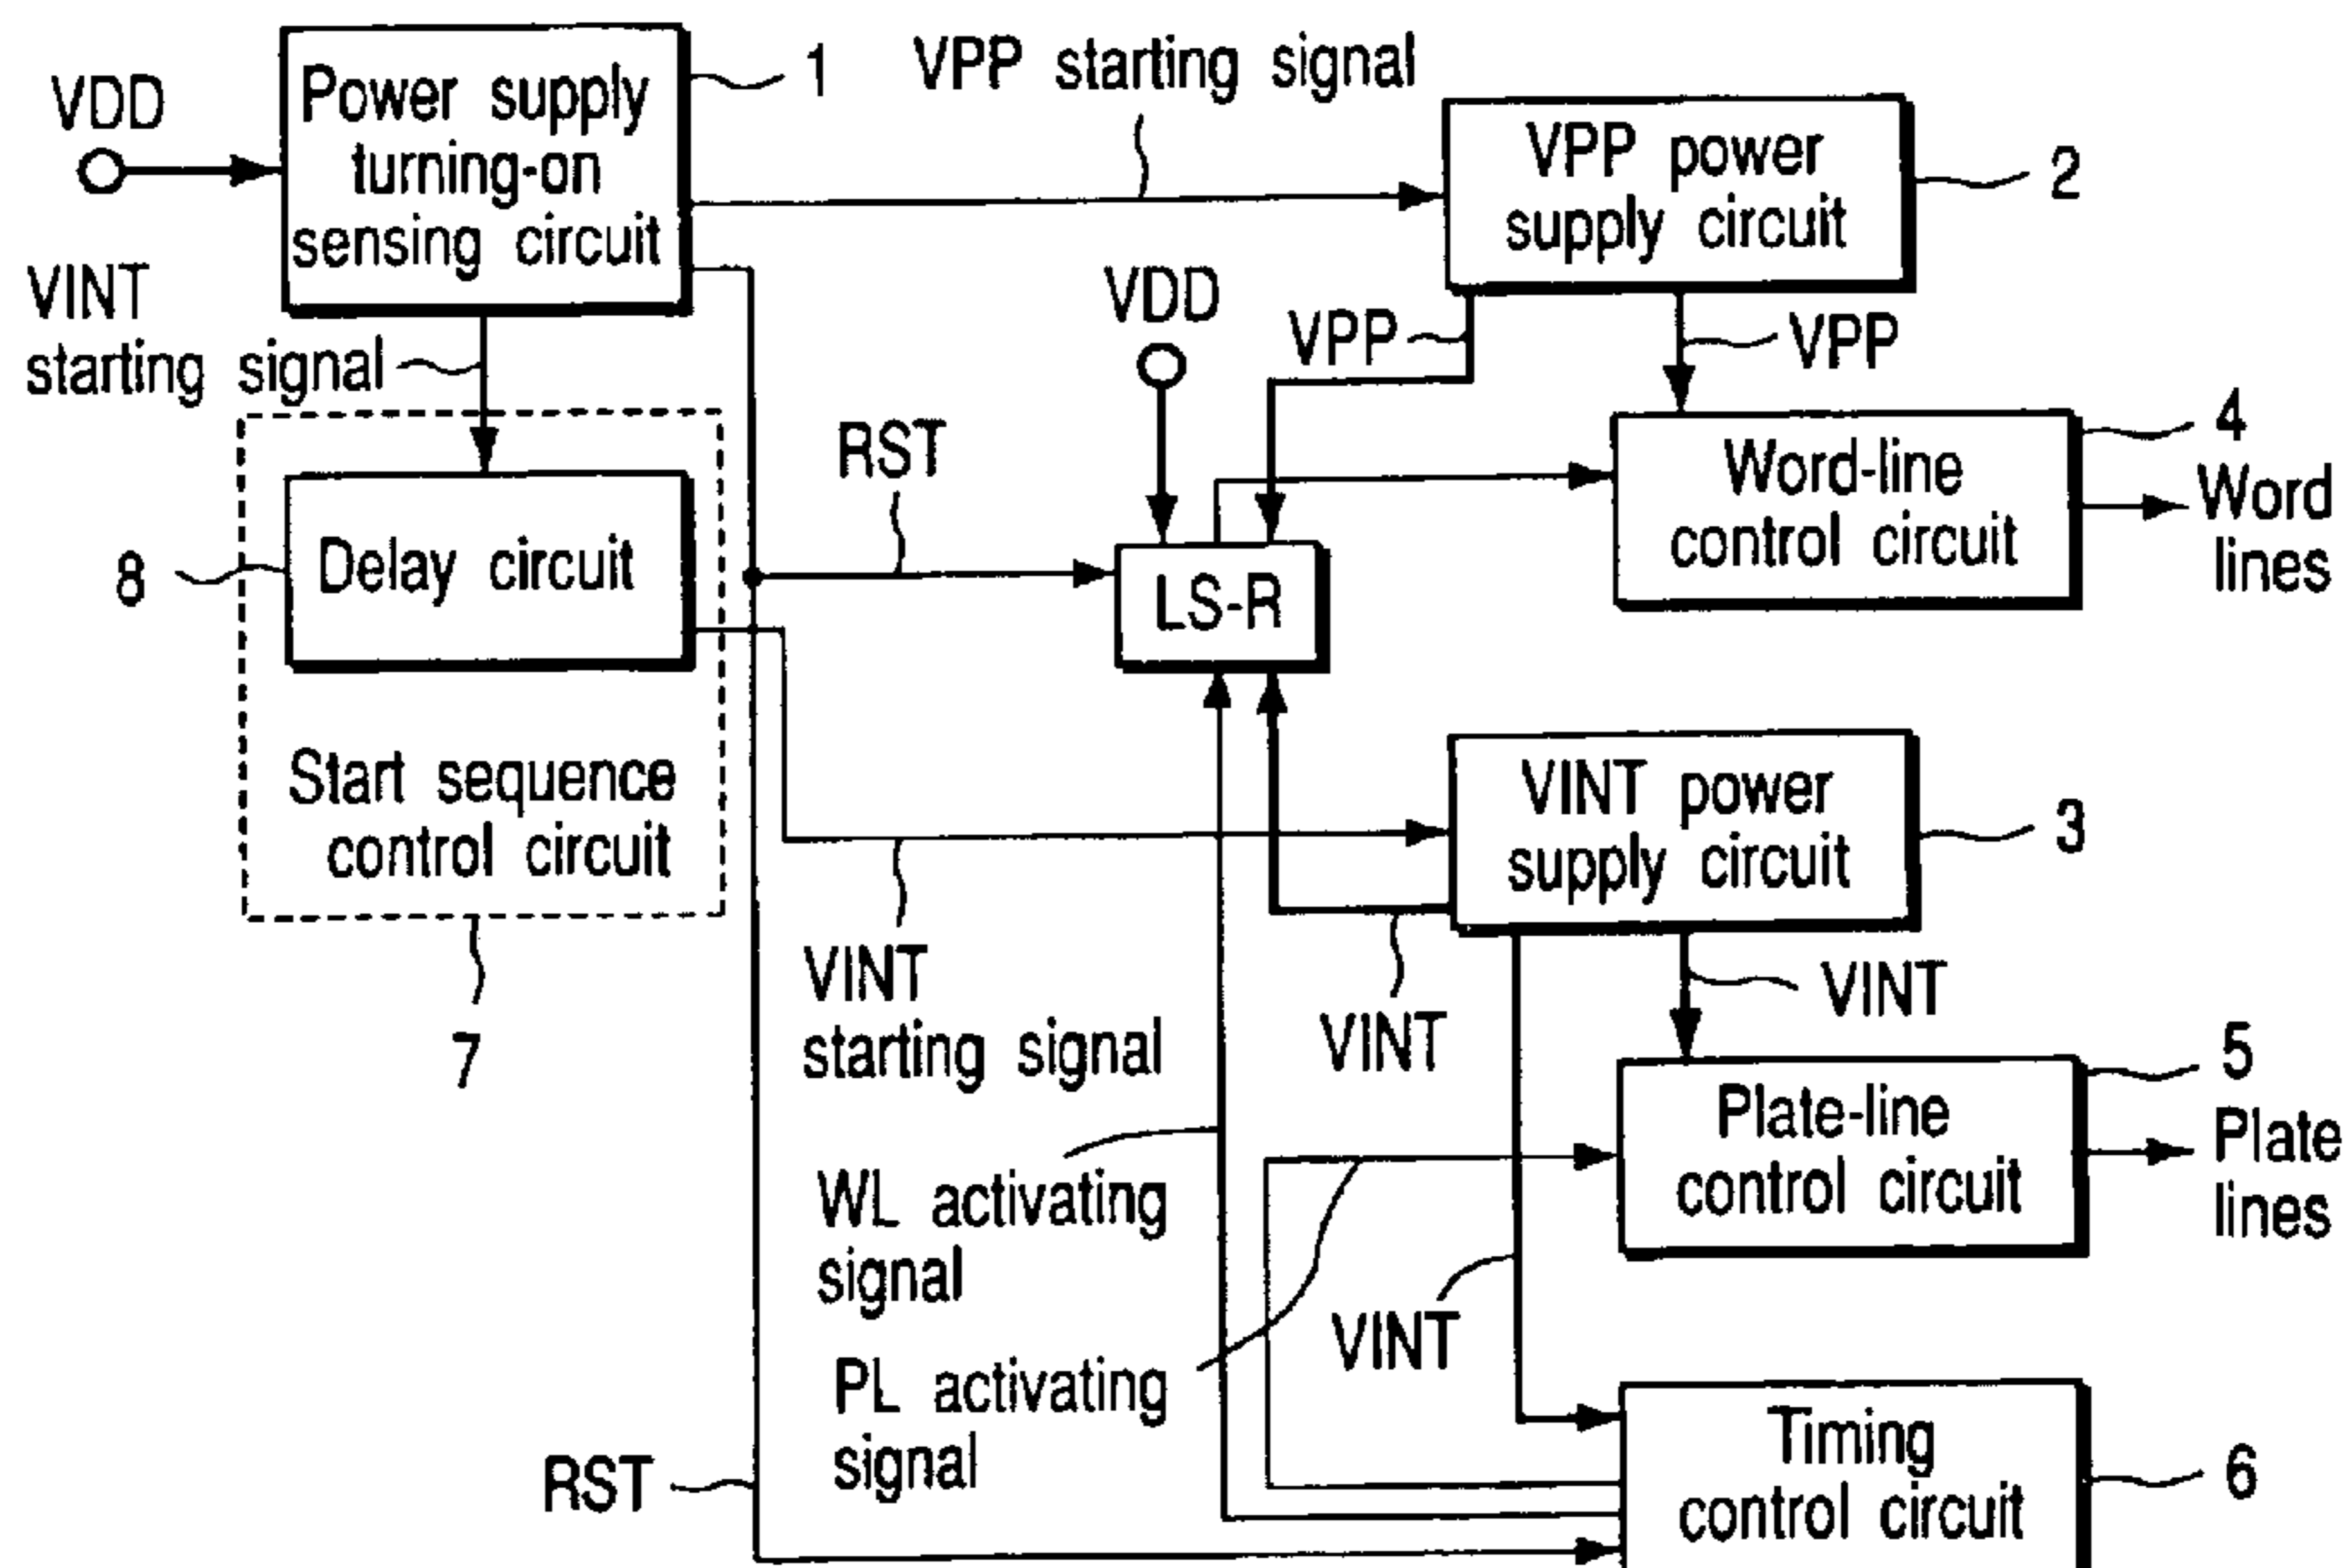 VDD
Power supply
turning-on
sensing circuit
1
VPP starting signal
VPP power
supply circuit
2
VINT
starting signal
VDD
VPP
VPP
RST
Word-line
control circuit
4
Word
lines
8
Delay circuit
LS-R
Start sequence
control circuit
7
VINT power
supply circuit
3
VINT
starting signal
VINT
VINT
Plate-line
control circuit
5
Plate
lines
WL activating
signal
VINT
PL activating
signal
RST
Timing
control circuit
6